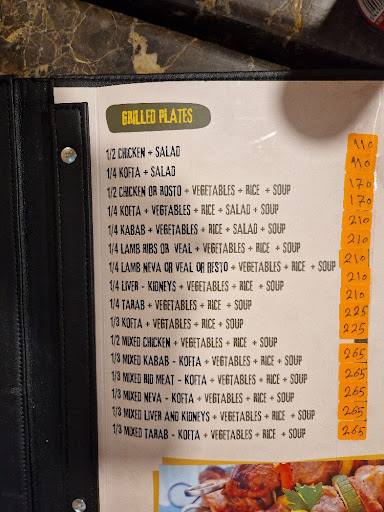 GRILLED PLATES
1/2 CHICKEN + SALAD 110
1/4 KOFTA + SALAD 110
1/2 CHICKEN OR ROSTO + VEGETABLES + RICE + SOUP 170
1/4 KOFTA + VEGTABLES + RICE + SALAD + SOUP 170
1/4 KABAB + VEGETABLES + RICE + SALAD + SOUP 210
1/4 LAMB RIBS OR VEAL + VEGETABLES + RICE + SOUP 210
1/4 LAMB NEVA OR VEAL OR RESTO + VEGETABLES + RICE + SOUP 210
1/4 LIVER - KIDNEYS + VEGETABLES + RICE + SOUP 210
1/4 TARAB + VEGETABLES + RICE + SOUP 210
1/3 KOFTA + VEGTABLES + RICE + SOUP 225
1/2 MIXED CHICKEN + VEGETABLES + RICE + SOUP 225
1/3 MIXED KABAB - KOFTA + VEGTABLES + RICE + SOUP 265
1/3 MIXED RIB MEAT - KOFTA + VEGTABLES + RICE + SOUP 265
1/3 MIXED NEVA - KOFTA + VEGTABLES + RICE + SOUP 265
1/3 MIXED LIVER AND KIDNEYS + VEGETABLES + RICE + SOUP 265
1/3 MIXED TARAB - KOFTA + VEGTABLES + RICE + SOUP 265